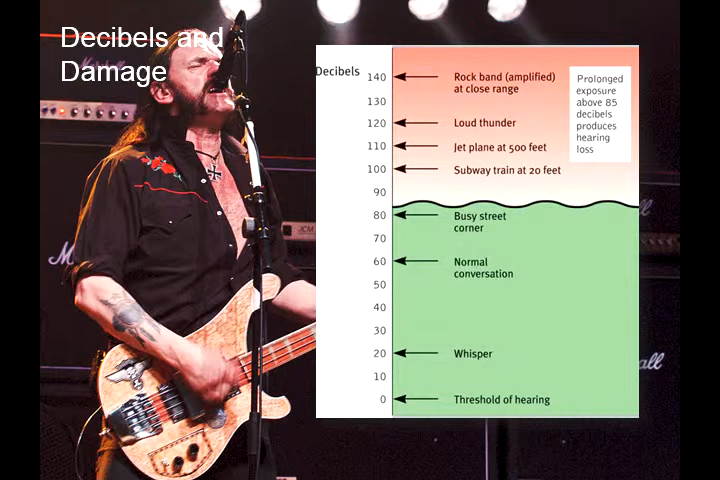 Decibels and
Damage
Decibels
140
130
120
110
100
90
80
70
60
50
40
30
20
10
0
Rock band (amplified)
at close range
Loud thunder
Jet plane at 500 feet
Subway train at 20 feet
Busy street
corner
Normal
conversation
Whisper
Threshold of hearing
Prolonged
exposure
above 85
decibels
produces
hearing
loss
Marshall
JCM